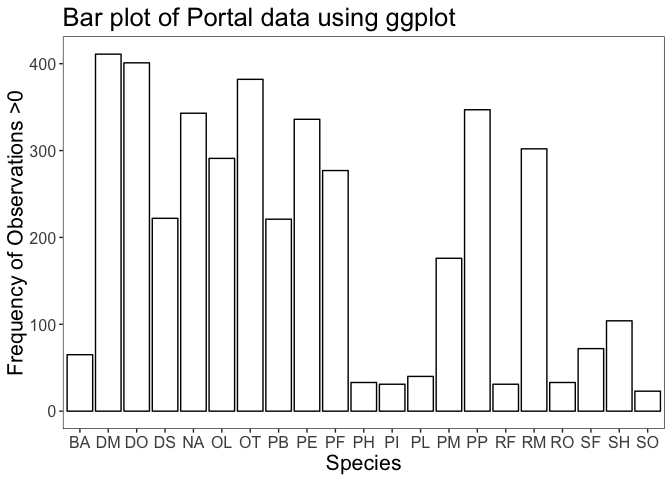 Bar plot of Portal data using ggplot
Frequency of Observations >0
400
300
200
100
0
BA DM DO DS NA OL OT PB PE PF PH PI PL PM PP RF RM RO SF SH SO
Species